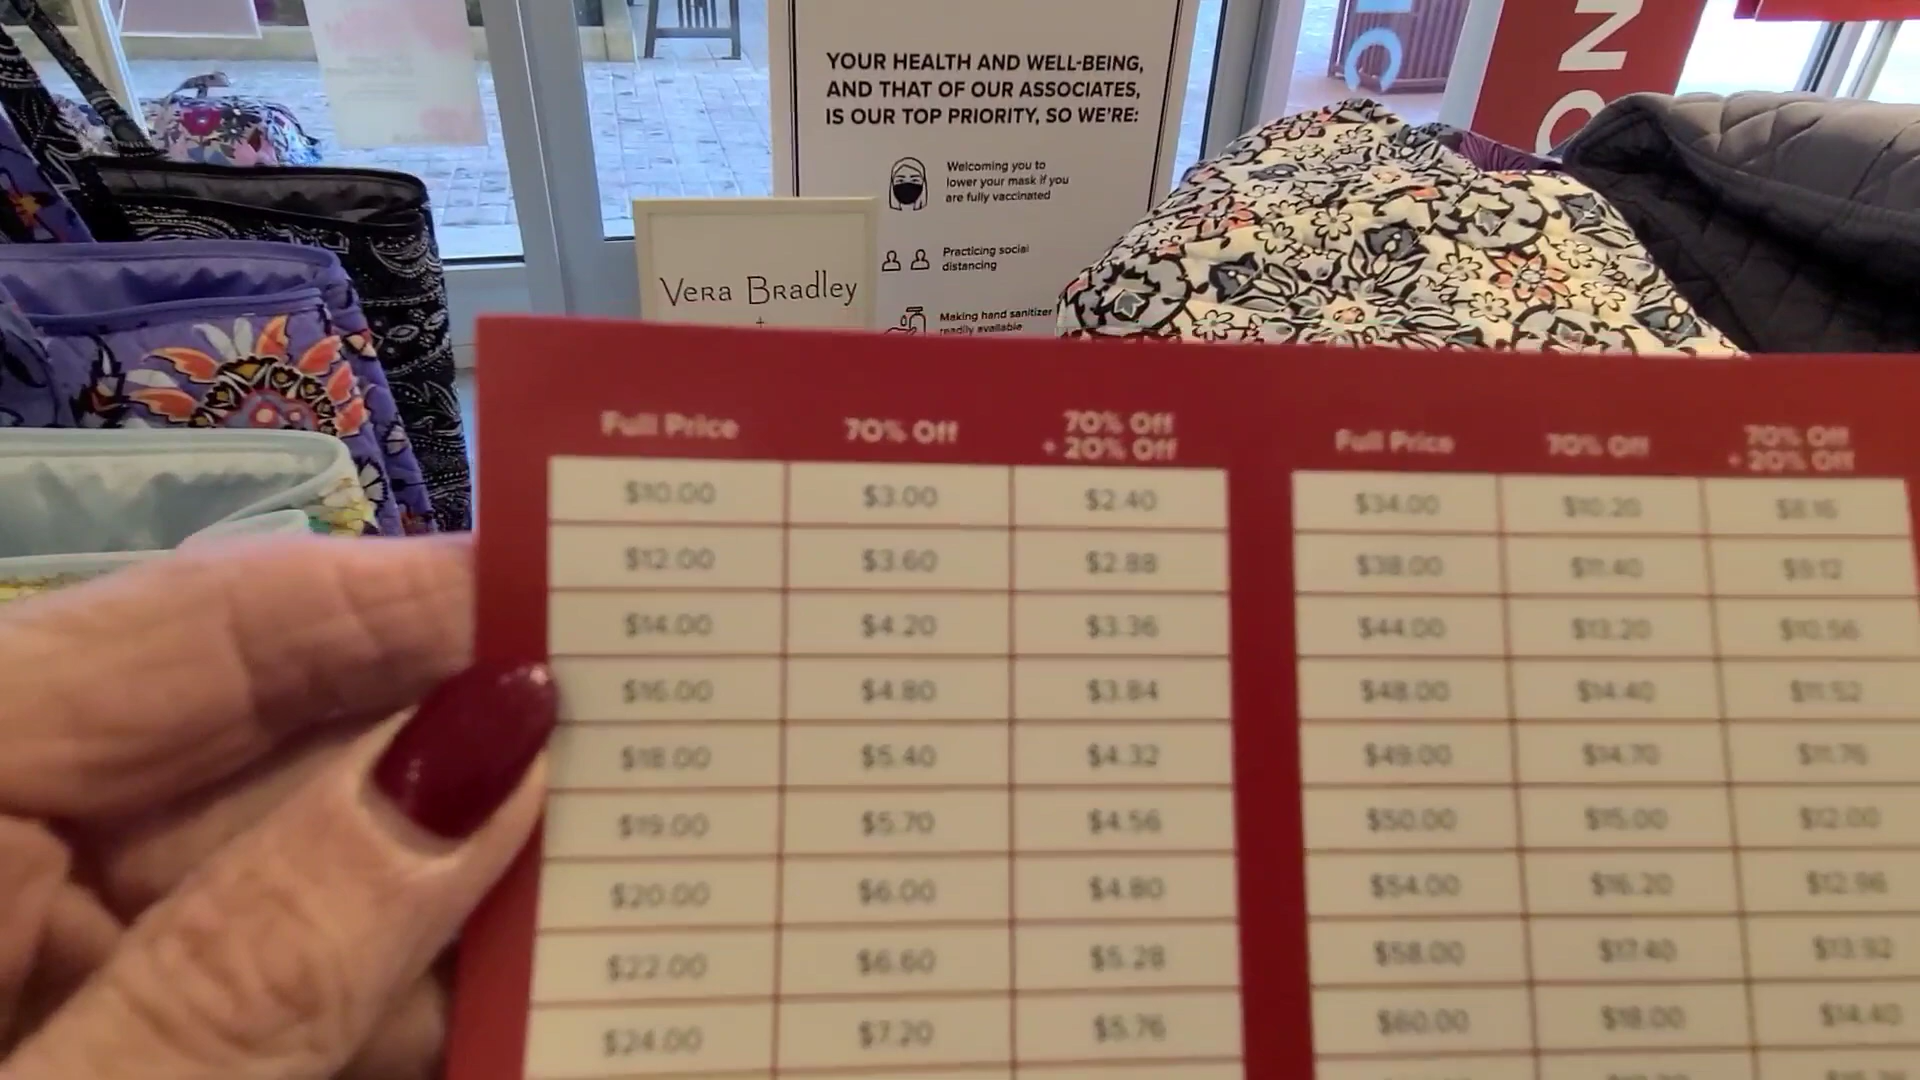 YOUR HEALTH AND WELL-BEING,
AND THAT OF OUR ASSOCIATES,
IS OUR TOP PRIORITY, SO WE'RE:
Welcoming you to
lower your mask if you
are fully vaccinated
Practicing social
distancing
Making hand sanitizer
readily available
Vera Bradley
ON
Full Price 70% Off 70% Off + 20% Off
$10.00 $3.00 $2.40
$12.00 $3.60 $2.88
$14.00 $4.20 $3.36
$16.00 $4.80 $3.84
$18.00 $5.40 $4.32
$19.00 $5.70 $4.56
$20.00 $6.00 $4.80
$22.00 $6.60 $5.28
$24.00 $7.20 $5.76
Full Price 70% Off 70% Off + 20% Off
$34.00 $10.20 $8.16
$38.00 $11.40 $9.12
$44.00 $13.20 $10.56
$48.00 $14.40 $11.52
$49.00 $14.70 $11.76
$50.00 $15.00 $12.00
$54.00 $16.20 $12.96
$58.00 $17.40 $13.92
$60.00 $18.00 $14.40